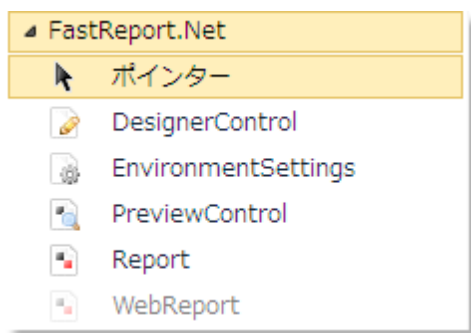 FastReport.Net
ポインター
DesignerControl
EnvironmentSettings
PreviewControl
Report
WebReport